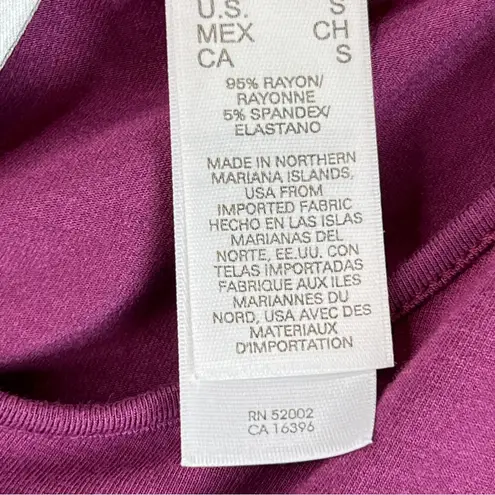 U.S. S
MEX CH
CA S
95% RAYON/
RAYONNE
5% SPANDEX/
ELASTANO
MADE IN NORTHERN
MARIANA ISLANDS,
USA FROM
IMPORTED FABRIC
HECHO EN LAS ISLAS
MARIANAS DEL
NORTE, EE.UU. CON
TELAS IMPORTADAS
FABRIQUE AUX ILES
MARIANNES DU
NORD, USA AVEC DES
MATERIAUX
D'IMPORTATION
RN 52002
CA 16396